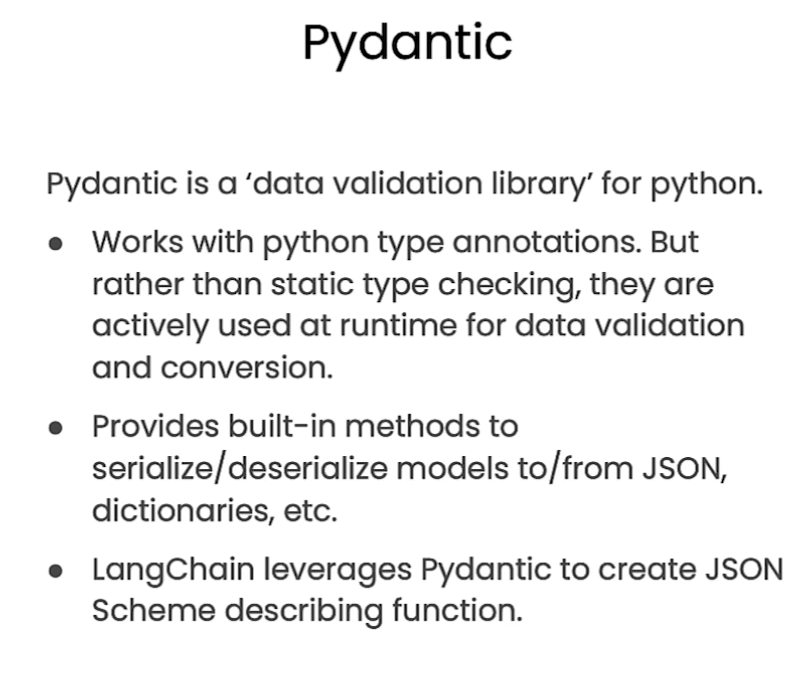 Pydantic
Pydantic is a ‘data validation library’ for python.
● Works with python type annotations. But
rather than static type checking, they are
actively used at runtime for data validation
and conversion.
● Provides built-in methods to
serialize/deserialize models to/from JSON,
dictionaries, etc.
● LangChain leverages Pydantic to create JSON
Scheme describing function.